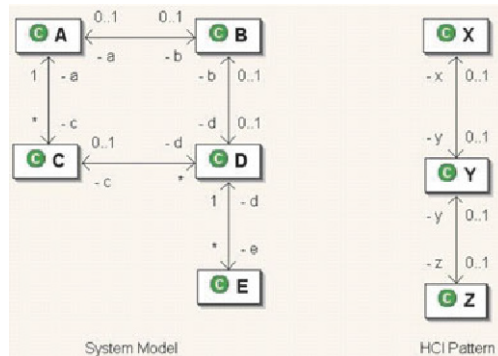 0..1 0..1
C A C B C X
- a - b
1 - a - b 0..1 - x 0..1
* - c 0..1 - d - d 0..1 - y 0..1
C C C D C Y
- c *
1 - d - y 0..1
* - e - z 0..1
C E C Z
System Model HCI Pattern